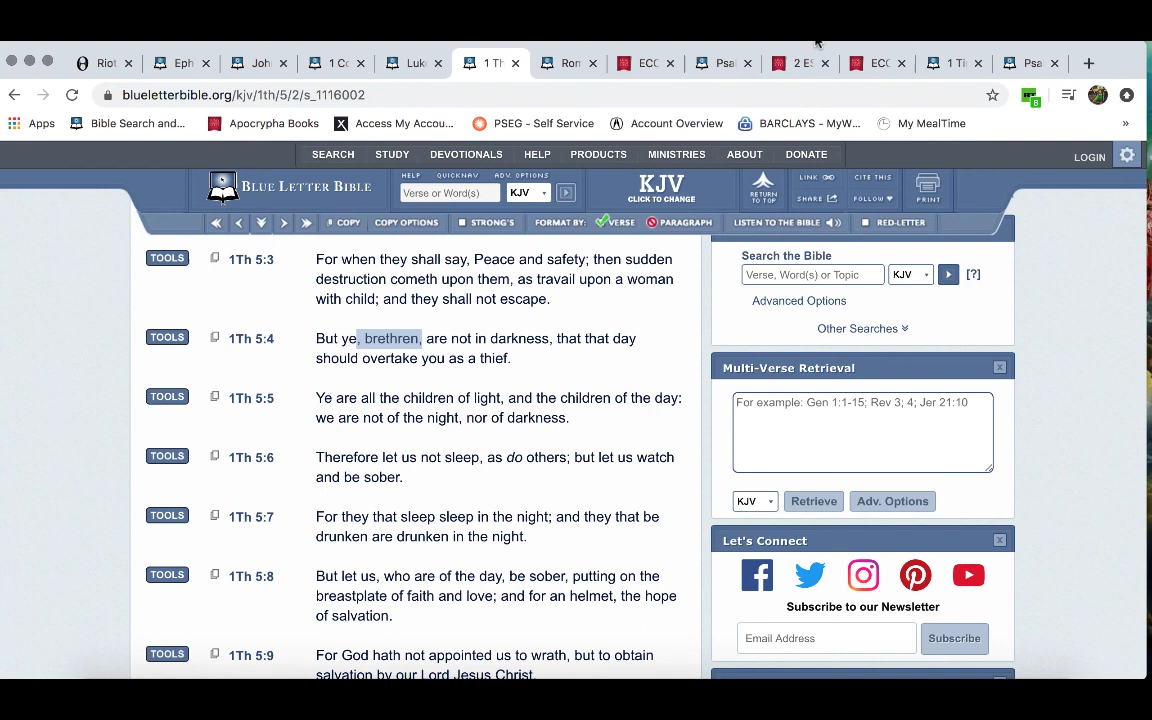 Riot Eph John 1 Co Luke 1 Th Rom ECC Psal 2 ES ECC 1 Ti Psal
blueletterbible.org/kjv/1th/5/2/s_1116002
8
Apps Bible Search and... Apocrypha Books Access My Accou... PSEG - Self Service Account Overview BARCLAYS - MyW... My MealTime »
SEARCH STUDY DEVOTIONALS HELP PRODUCTS MINISTRIES ABOUT DONATE LOGIN
BLUE LETTER BIBLE
HELP QUICKNAV ADV. OPTIONS
Verse or Word(s) KJV
KJV
CLICK TO CHANGE
RETURN
TO TOP
LINK CITE THIS
SHARE FOLLOW
PRINT
COPY COPY OPTIONS STRONG'S FORMAT BY: VERSE PARAGRAPH LISTEN TO THE BIBLE RED-LETTER
TOOLS 1Th 5:3 For when they shall say, Peace and safety; then sudden
destruction cometh upon them, as travail upon a woman
with child; and they shall not escape.
TOOLS 1Th 5:4 But ye, brethren, are not in darkness, that that day
should overtake you as a thief.
TOOLS 1Th 5:5 Ye are all the children of light, and the children of the day:
we are not of the night, nor of darkness.
TOOLS 1Th 5:6 Therefore let us not sleep, as do others; but let us watch
and be sober.
TOOLS 1Th 5:7 For they that sleep sleep in the night; and they that be
drunken are drunken in the night.
TOOLS 1Th 5:8 But let us, who are of the day, be sober, putting on the
breastplate of faith and love; and for an helmet, the hope
of salvation.
TOOLS 1Th 5:9 For God hath not appointed us to wrath, but to obtain
salvation by our Lord Jesus Christ.
Search the Bible
Verse, Word(s) or Topic KJV [?]
Advanced Options
Other Searches
Multi-Verse Retrieval
For example: Gen 1:1-15; Rev 3; 4; Jer 21:10
KJV Retrieve Adv. Options
Let's Connect
Subscribe to our Newsletter
Email Address Subscribe